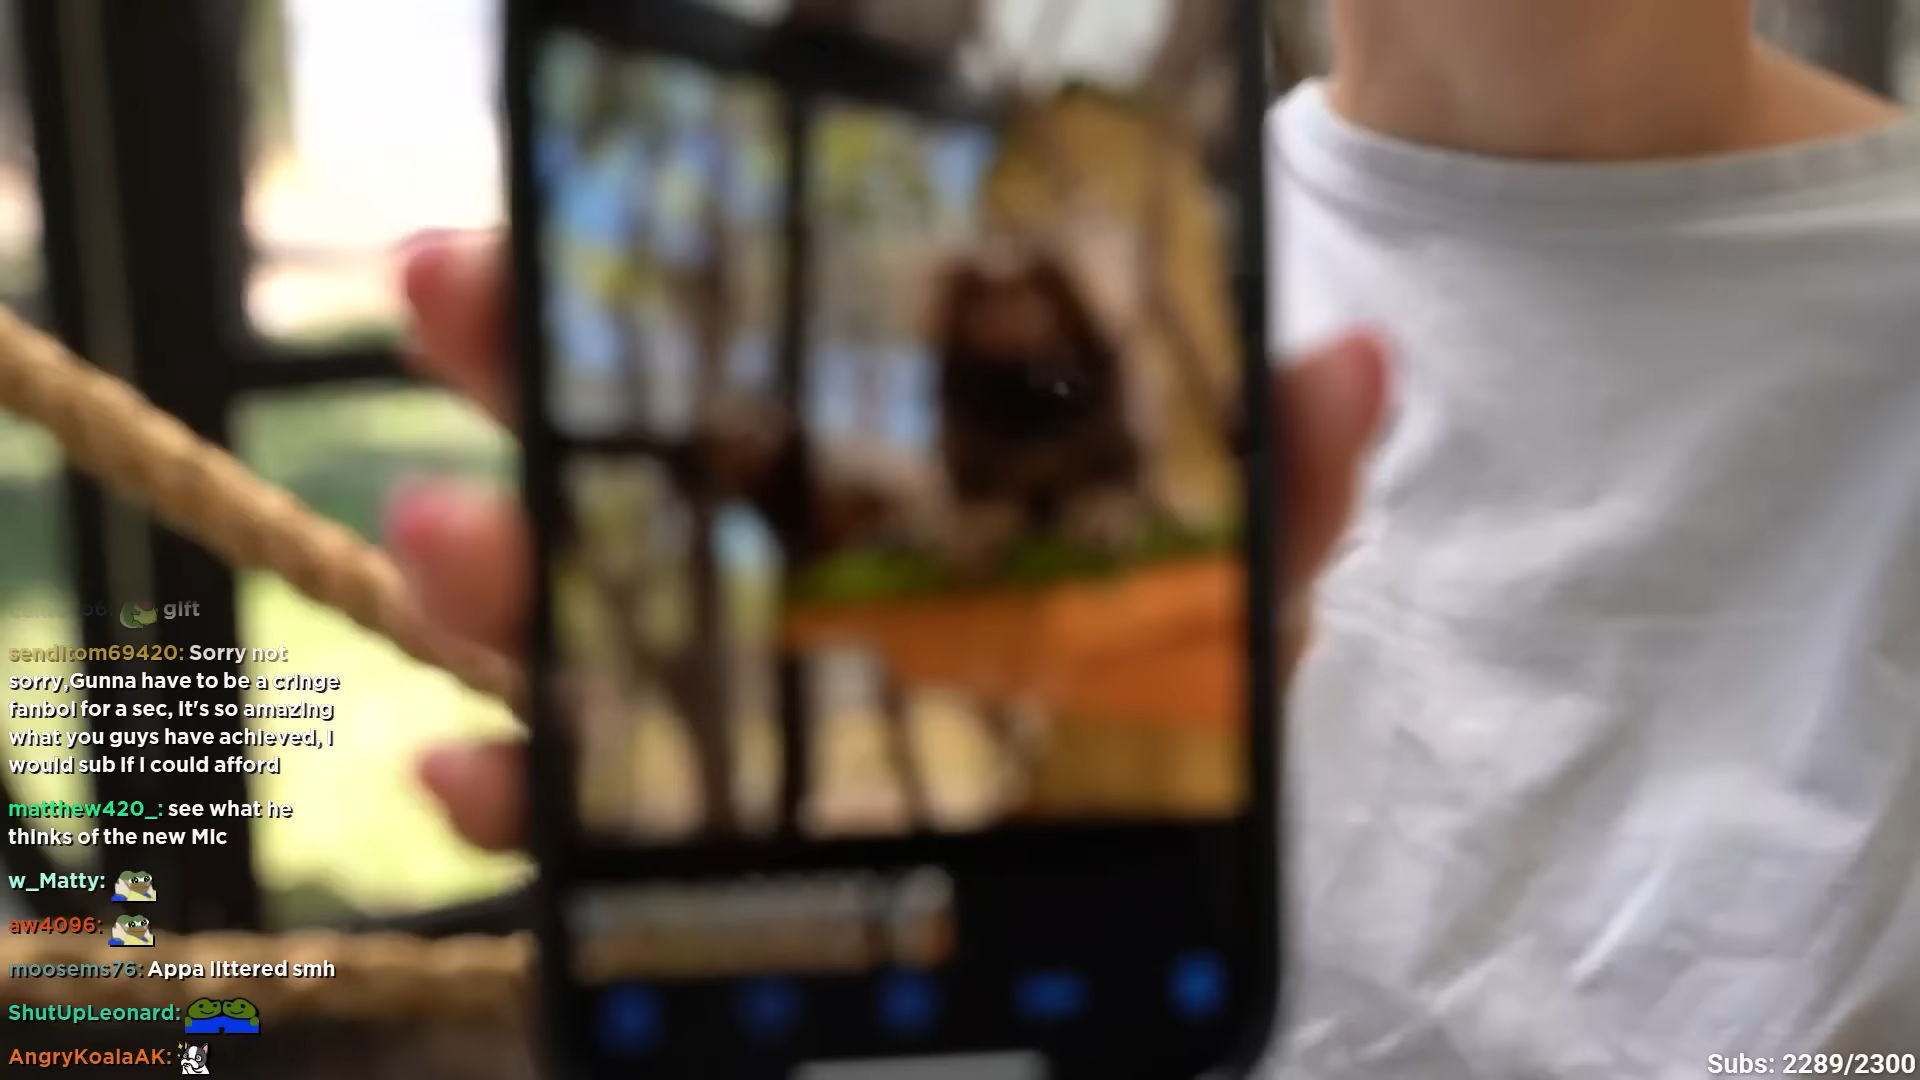 gift
senditom69420: Sorry not
sorry,Gunna have to be a cringe
fanboi for a sec, it's so amazing
what you guys have achieved, I
would sub if I could afford
matthew420_: see what he
thinks of the new Mic
w_Matty:
aw4096:
moosems76: Appa littered smh
ShutUpLeonard:
AngryKoalaAK:
Subs: 2289/2300